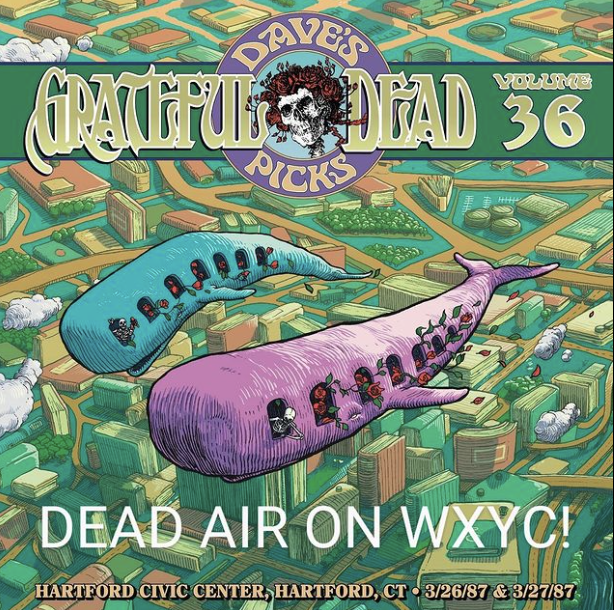 DAVE'S
GRATEFUL DEAD
VOLUME
36
PICKS
DEAD AIR ON WXYC!
HARTFORD CIVIC CENTER, HARTFORD, CT • 3/26/87 & 3/27/87